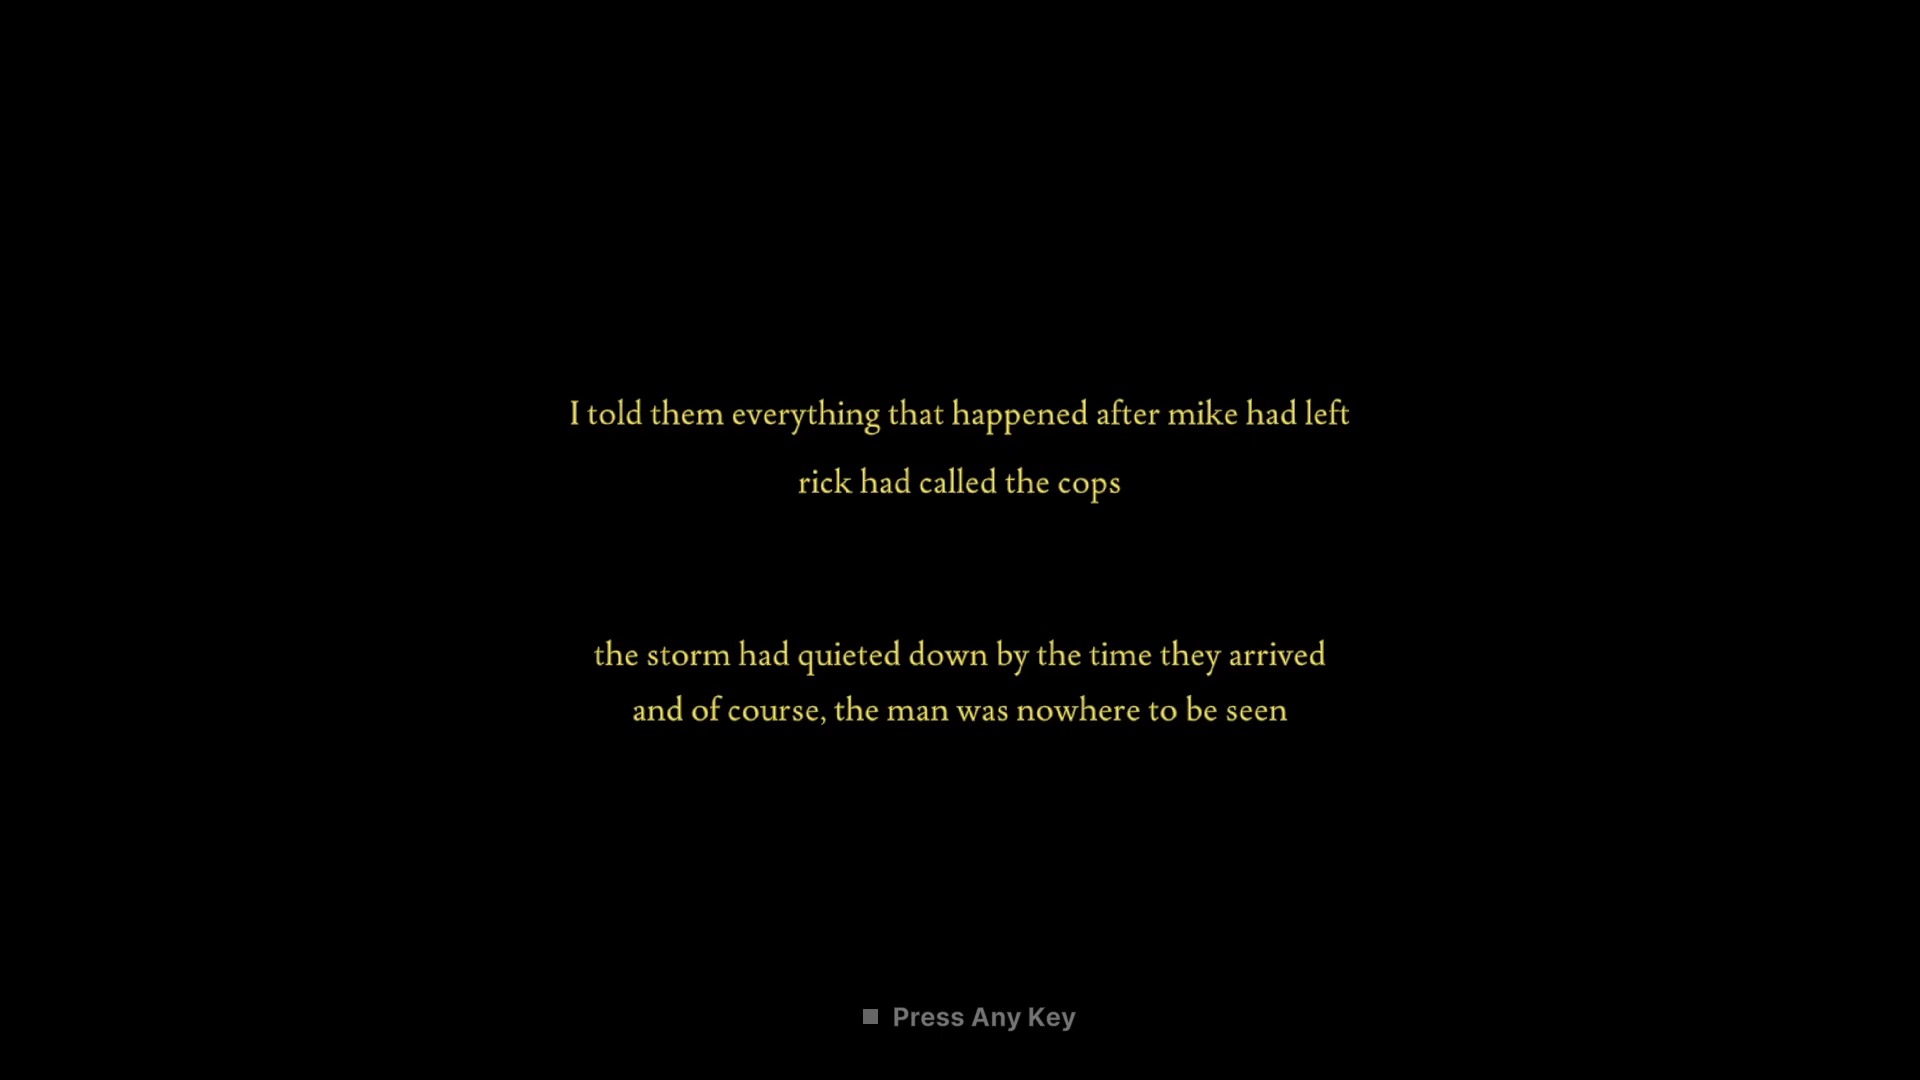 I told them everything that happened after mike had left
rick had called the cops
the storm had quieted down by the time they arrived
and of course, the man was nowhere to be seen
Press Any Key